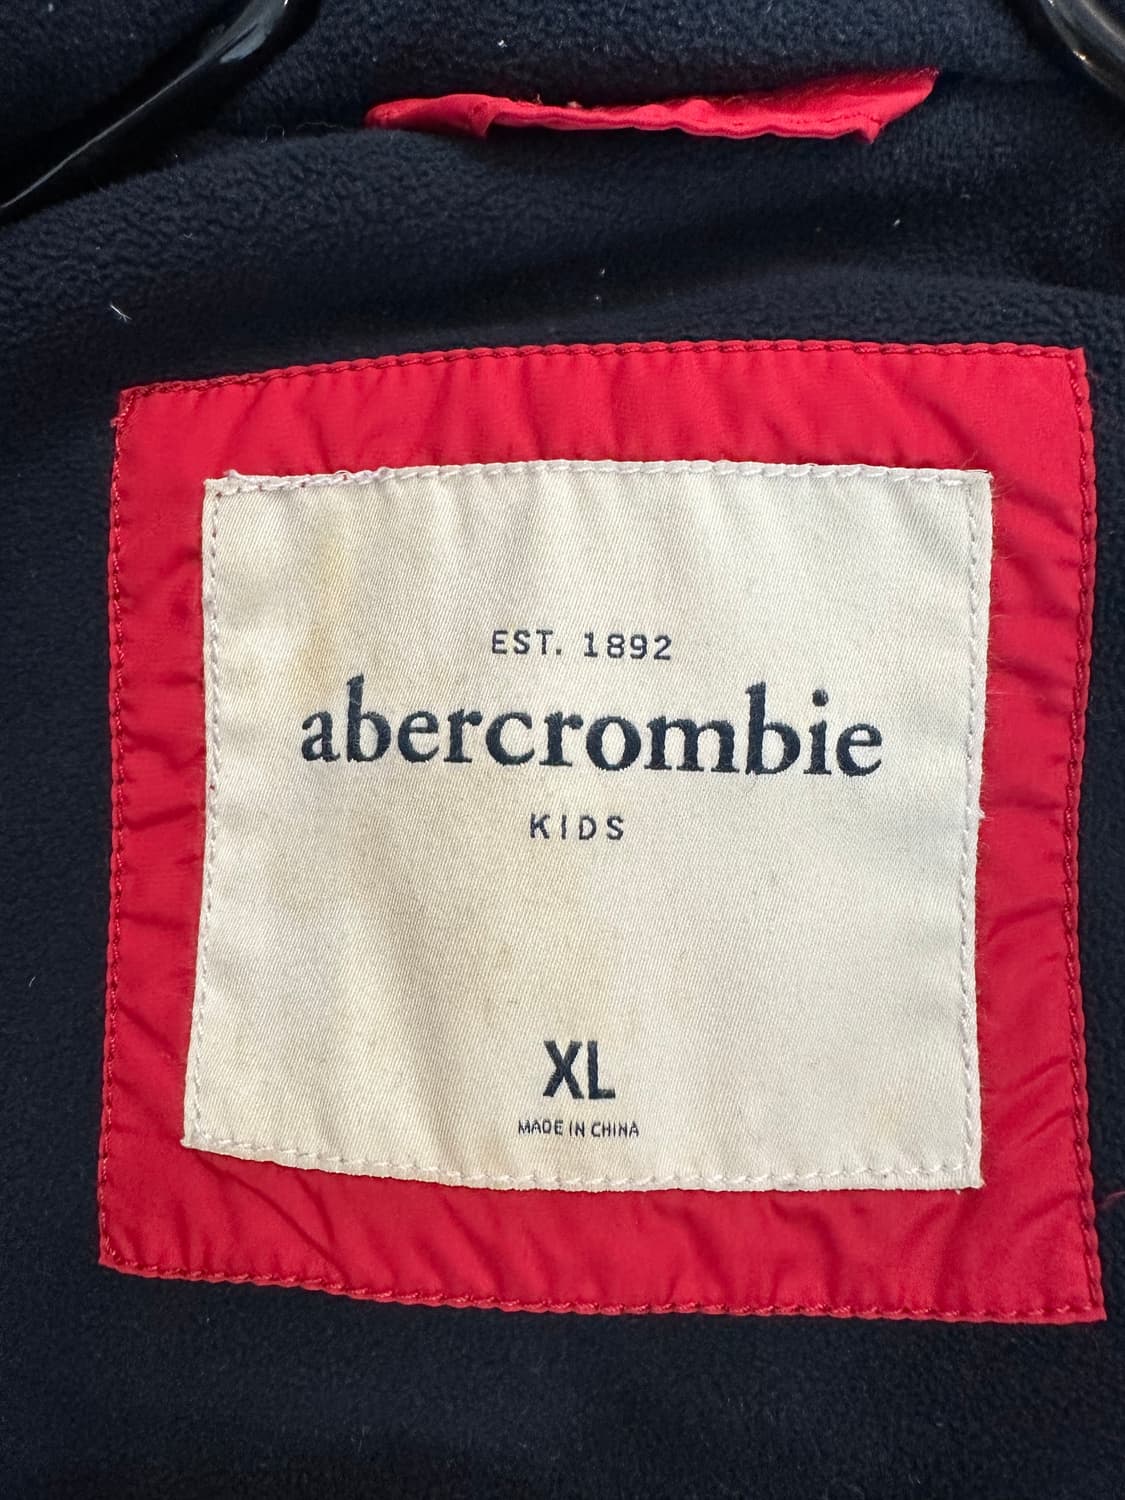 EST. 1892
abercrombie
KIDS
XL
MADE IN CHINA